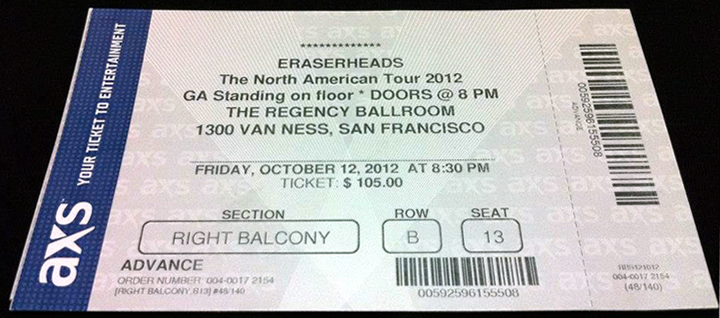 axs YOUR TICKET TO ENTERTAINMENT
*************
ERASERHEADS
The North American Tour 2012
GA Standing on floor * DOORS @ 8 PM
THE REGENCY BALLROOM
1300 VAN NESS, SAN FRANCISCO
FRIDAY, OCTOBER 12, 2012 AT 8:30 PM
TICKET: $ 105.00
SECTION ROW SEAT
RIGHT BALCONY B 13
ADVANCE
ORDER NUMBER: 004-0017 2154
[RIGHT BALCONY, B13] #48/140
00592596155508
00592596155508
ADVANCE
004-0017 2154
(48/140)